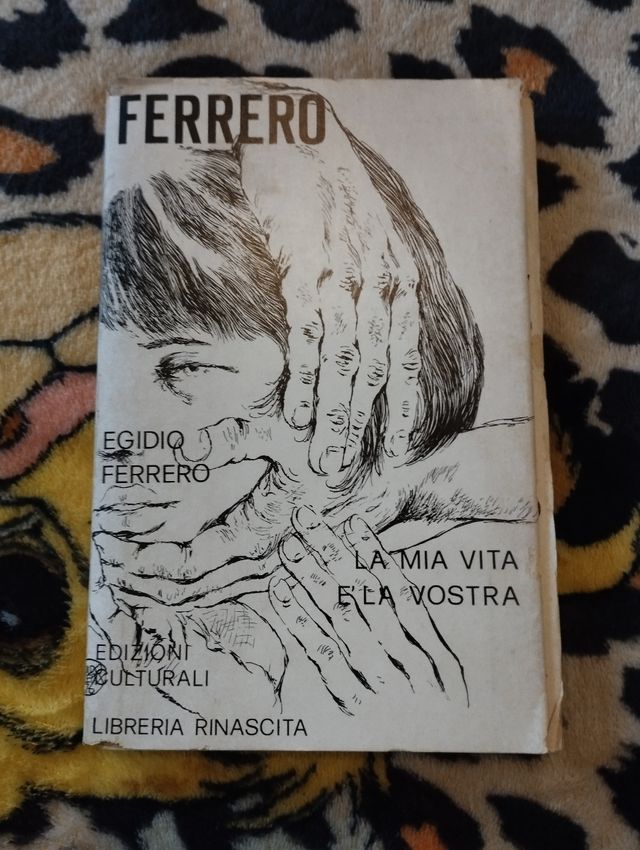 FERRERO
EGIDIO
FERRERO
LA MIA VITA
E LA VOSTRA
EDIZIONI
CULTURALI
LIBRERIA RINASCITA